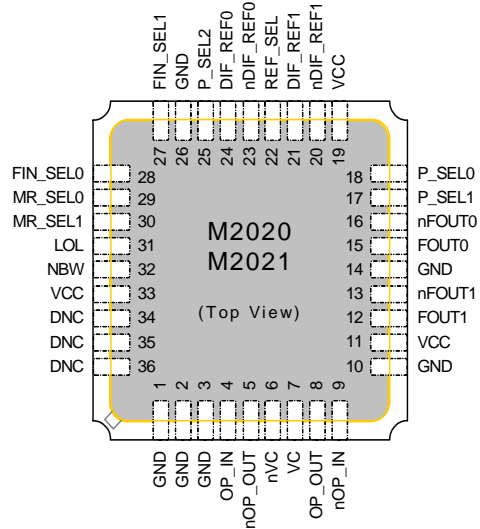 FIN_SEL1
GND
P_SEL2
DIF_REF0
nDIF_REF0
REF_SEL
DIF_REF1
nDIF_REF1
VCC
27
26
25
24
23
22
21
20
19
FIN_SEL0 28
MR_SEL0 29
MR_SEL1 30
LOL 31
NBW 32
VCC 33
DNC 34
DNC 35
DNC 36
M2020
M2021
(Top View)
18 P_SEL0
17 P_SEL1
16 nFOUT0
15 FOUT0
14 GND
13 nFOUT1
12 FOUT1
11 VCC
10 GND
1
2
3
4
5
6
7
8
9
GND
GND
GND
OP_IN
nOP_OUT
nVC
VC
OP_OUT
nOP_IN